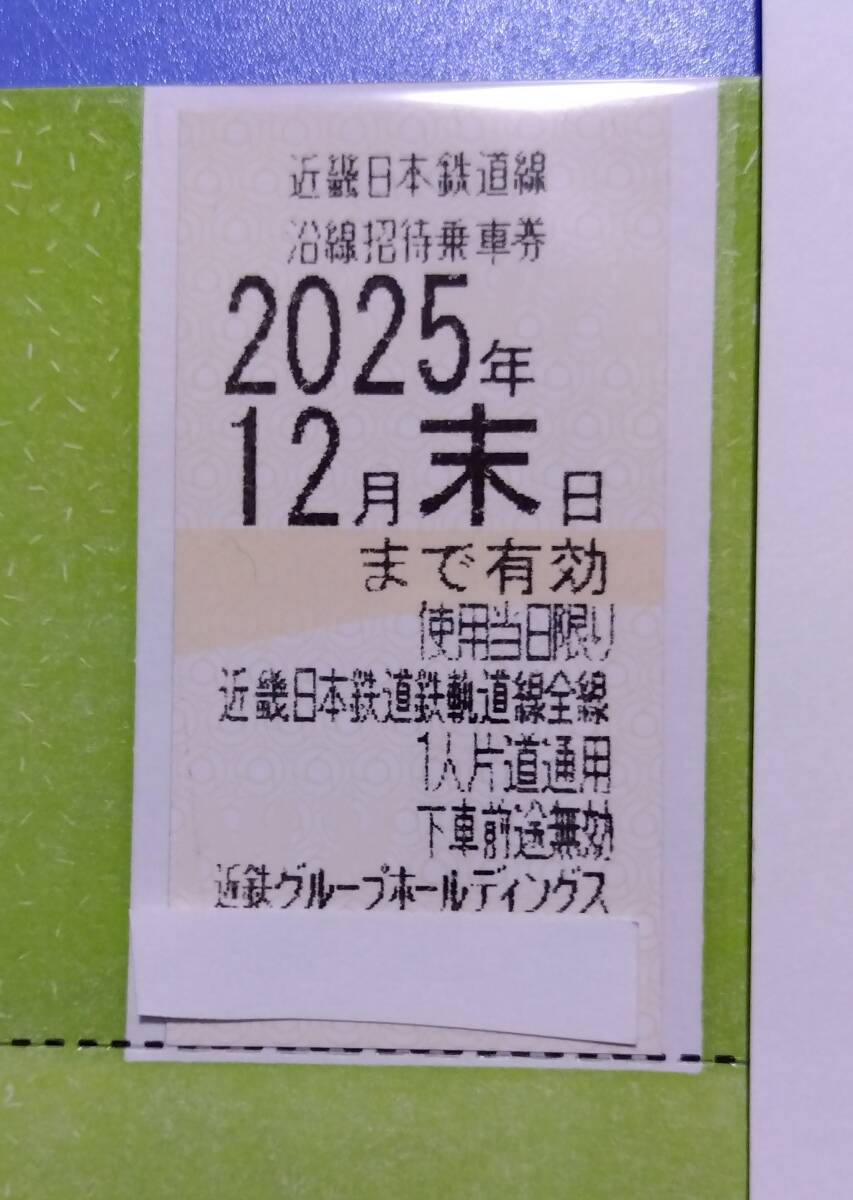 近畿日本鉄道線
沿線招待乗車券
2025年
12月末日
まで有効
使用当日限り
近畿日本鉄道鉄軌道線全線
1人片道通用
下車前途無効
近鉄グループホールディングス